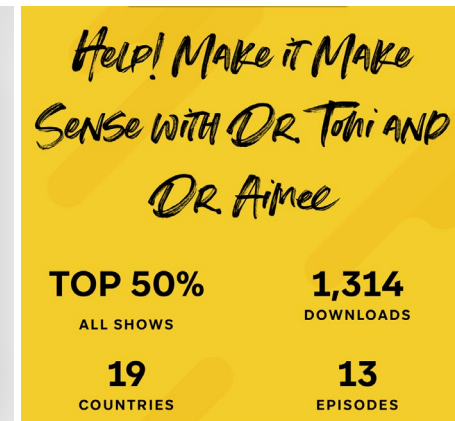 Help! Make it Make
Sense with Dr. Toni and
Dr Aimee
TOP 50%
ALL SHOWS
1,314
DOWNLOADS
19
COUNTRIES
13
EPISODES